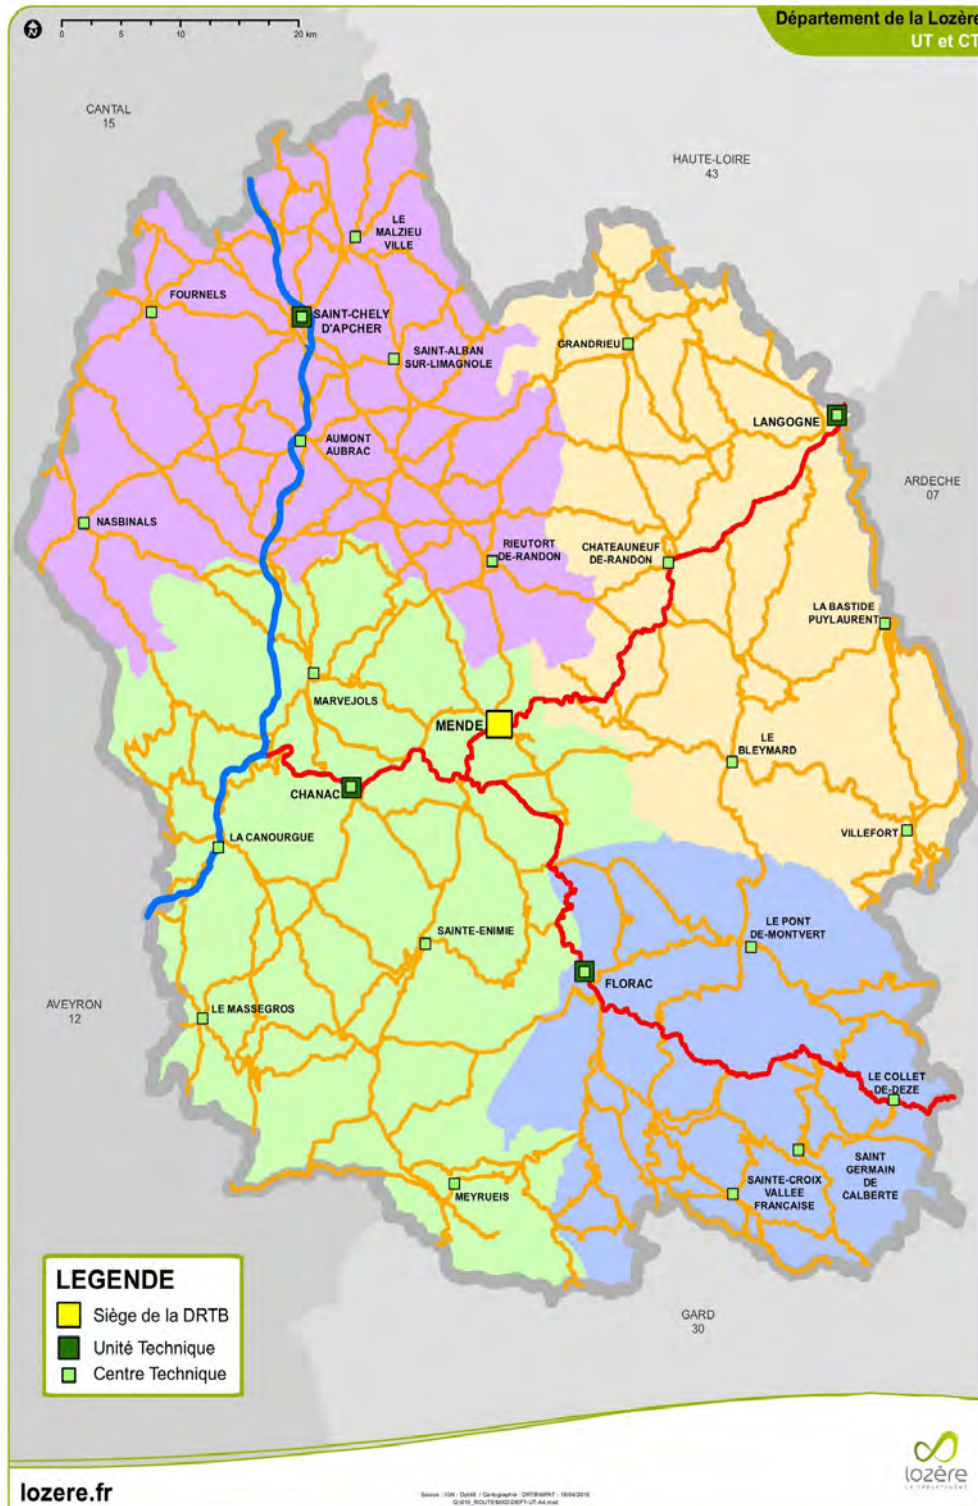 Département de la Lozère
UT et CT
0 5 10 20 km
CANTAL
15
HAUTE-LOIRE
43
LE
MALZIEU
VILLE
FOURNELS
SAINT-CHELY
D'APCHER
GRANDRIEU
SAINT-ALBAN
SUR-LIMAGNOLE
LANGOGNE
AUMONT
AUBRAC
ARDECHE
07
NASBINALS
RIEUTORT
DE-RANDON
CHATEAUNEUF
DE-RANDON
LA BASTIDE
PUYLAURENT
MARVEJOLS
MENDE
LE
BLEYMARD
CHANAC
VILLEFORT
LA CANOURGUE
LE PONT
DE-MONTVERT
SAINTE-ENIMIE
FLORAC
AVEYRON
12
LE MASSEGROS
LE COLLET
DE-DEZE
SAINT
GERMAIN
DE
CALBERTE
SAINTE-CROIX
VALLEE
FRANCAISE
MEYRUEIS
GARD
30
LEGENDE
Siège de la DRTB
Unité Technique
Centre Technique
lozère
LE DÉPARTEMENT
lozere.fr